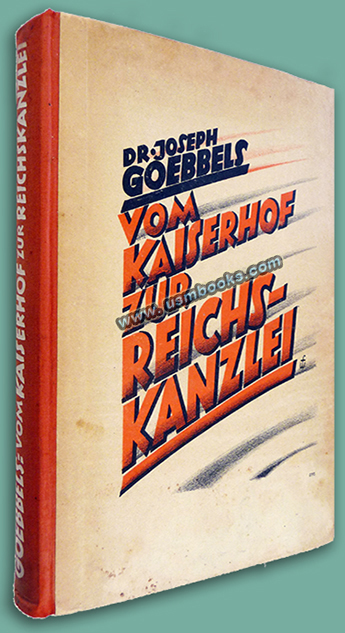 DR. JOSEPH
GOEBBELS
VOM
KAISERHOF
ZUR
REICHS-
KANZLEI
www.usmbooks.com
GOEBBELS: VOM KAISERHOF ZUR REICHSKANZLEI